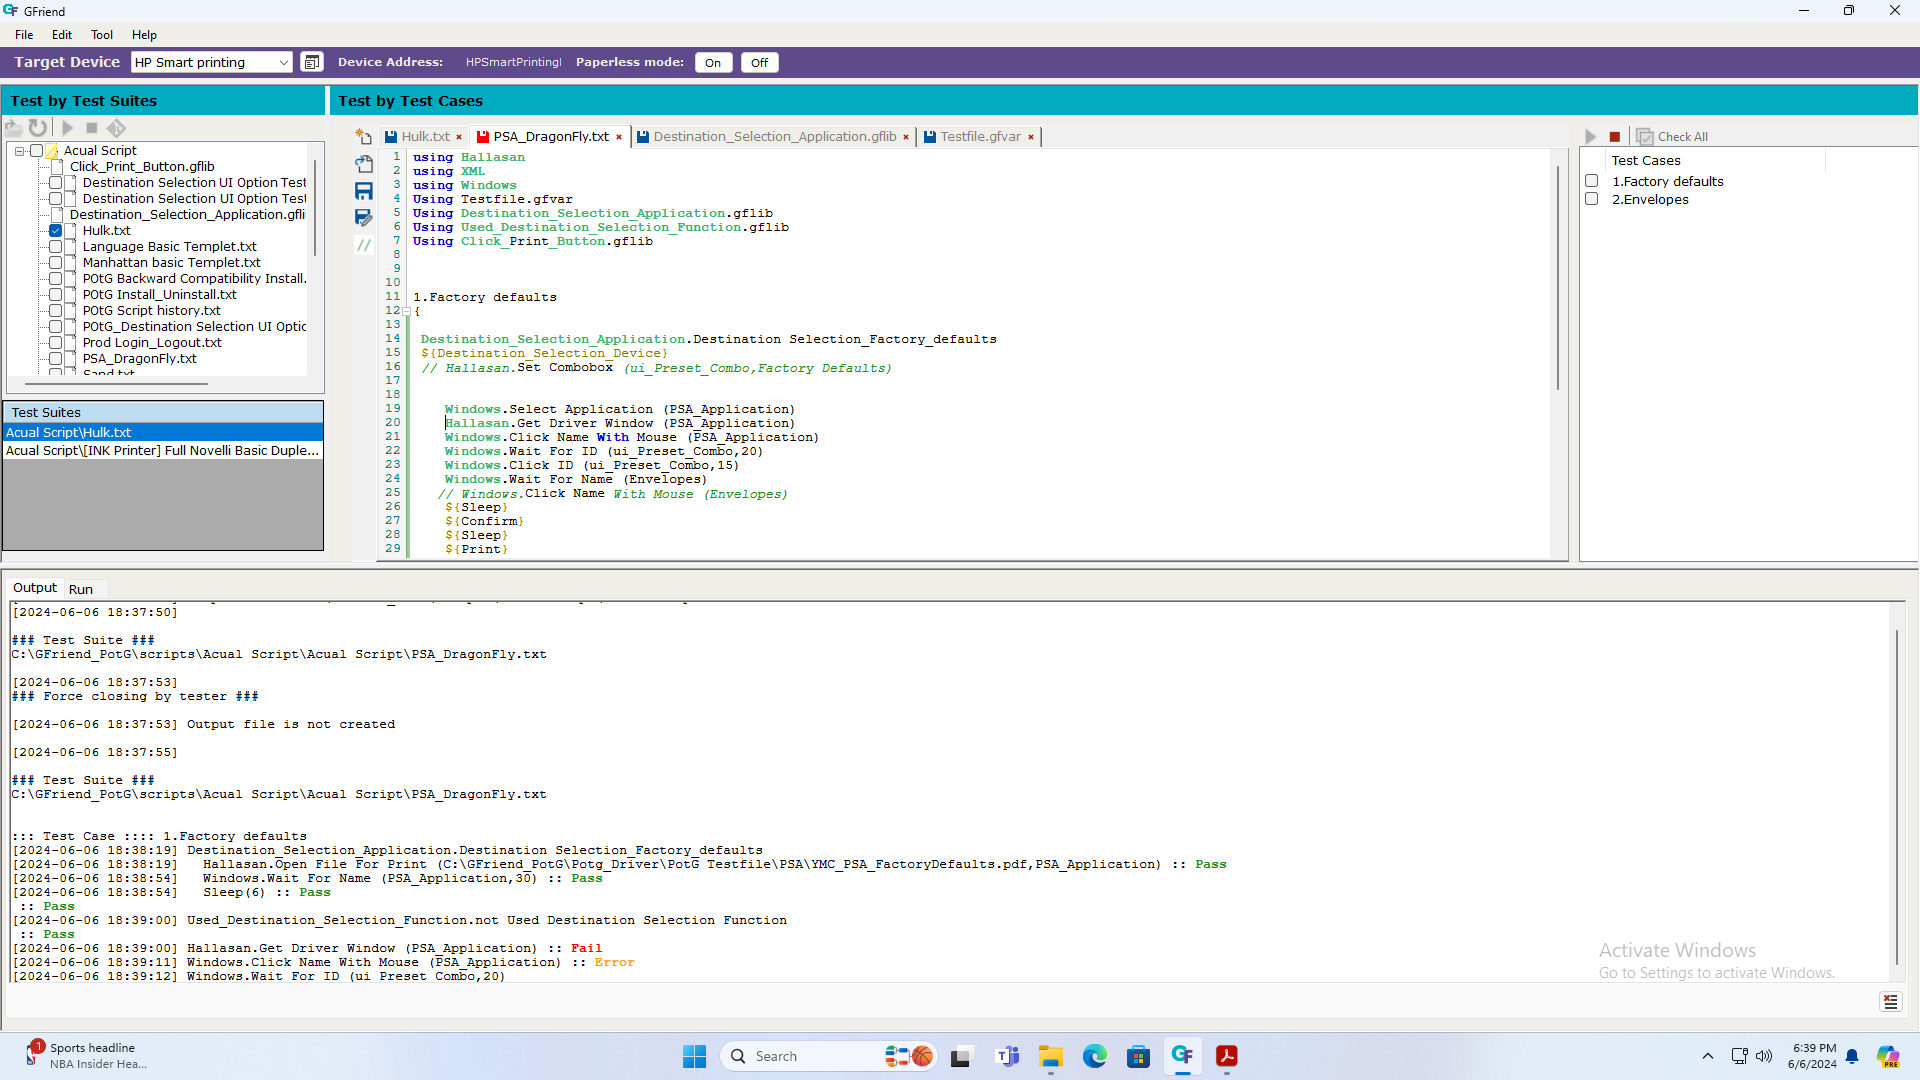 GFriend
File Edit Tool Help
Target Device HP Smart printing Device Address: HPSmartPrintingI Paperless mode: On Off
Test by Test Suites
Acual Script
Click_Print_Button.gflib
Destination Selection UI Option Test
Destination Selection UI Option Test
Destination_Selection_Application.gfli
Hulk.txt
Language Basic Templet.txt
Manhattan basic Templet.txt
POtG Backward Compatibility Install.
POtG Install_Uninstall.txt
POtG Script history.txt
POtG_Destination Selection UI Optic
Prod Login_Logout.txt
PSA_DragonFly.txt
Sand.txt
Test Suites
Acual Script\Hulk.txt
Acual Script\[INK Printer] Full Novelli Basic Duple...
Test by Test Cases
Hulk.txt × PSA_DragonFly.txt × Destination_Selection_Application.gflib × Testfile.gfvar ×
1 using Hallasan
2 using XML
3 using Windows
4 Using Testfile.gfvar
5 Using Destination_Selection_Application.gflib
6 Using Used_Destination_Selection_Function.gflib
7 Using Click_Print_Button.gflib
8
9
10
11 1.Factory defaults
12 {
13
14 Destination_Selection_Application.Destination Selection_Factory_defaults
15 ${Destination_Selection_Device}
16 // Hallasan.Set Combobox (ui_Preset_Combo,Factory Defaults)
17
18
19 Windows.Select Application (PSA_Application)
20 Hallasan.Get Driver Window (PSA_Application)
21 Windows.Click Name With Mouse (PSA_Application)
22 Windows.Wait For ID (ui_Preset_Combo,20)
23 Windows.Click ID (ui_Preset_Combo,15)
24 Windows.Wait For Name (Envelopes)
25 // Windows.Click Name With Mouse (Envelopes)
26 ${Sleep}
27 ${Confirm}
28 ${Sleep}
29 ${Print}
Check All
Test Cases
1.Factory defaults
2.Envelopes
Output Run
[2024-06-06 18:37:50]
### Test Suite ###
C:\GFriend_PotG\scripts\Acual Script\Acual Script\PSA_DragonFly.txt
[2024-06-06 18:37:53]
### Force closing by tester ###
[2024-06-06 18:37:53] Output file is not created
[2024-06-06 18:37:55]
### Test Suite ###
C:\GFriend_PotG\scripts\Acual Script\Acual Script\PSA_DragonFly.txt
::: Test Case :::: 1.Factory defaults
[2024-06-06 18:38:19] Destination_Selection_Application.Destination Selection_Factory_defaults
[2024-06-06 18:38:19] Hallasan.Open File For Print (C:\GFriend_PotG\Potg_Driver\PotG Testfile\PSA\YMC_PSA_FactoryDefaults.pdf,PSA_Application) :: Pass
[2024-06-06 18:38:54] Windows.Wait For Name (PSA_Application,30) :: Pass
[2024-06-06 18:38:54] Sleep(6) :: Pass
:: Pass
[2024-06-06 18:39:00] Used_Destination_Selection_Function.not Used Destination Selection Function
:: Pass
[2024-06-06 18:39:00] Hallasan.Get Driver Window (PSA_Application) :: Fail
[2024-06-06 18:39:11] Windows.Click Name With Mouse (PSA_Application) :: Error
[2024-06-06 18:39:12] Windows.Wait For ID (ui_Preset_Combo,20)
Activate Windows
Go to Settings to activate Windows.
1
Sports headline
NBA Insider Hea...
Search
6:39 PM
6/6/2024
PRE